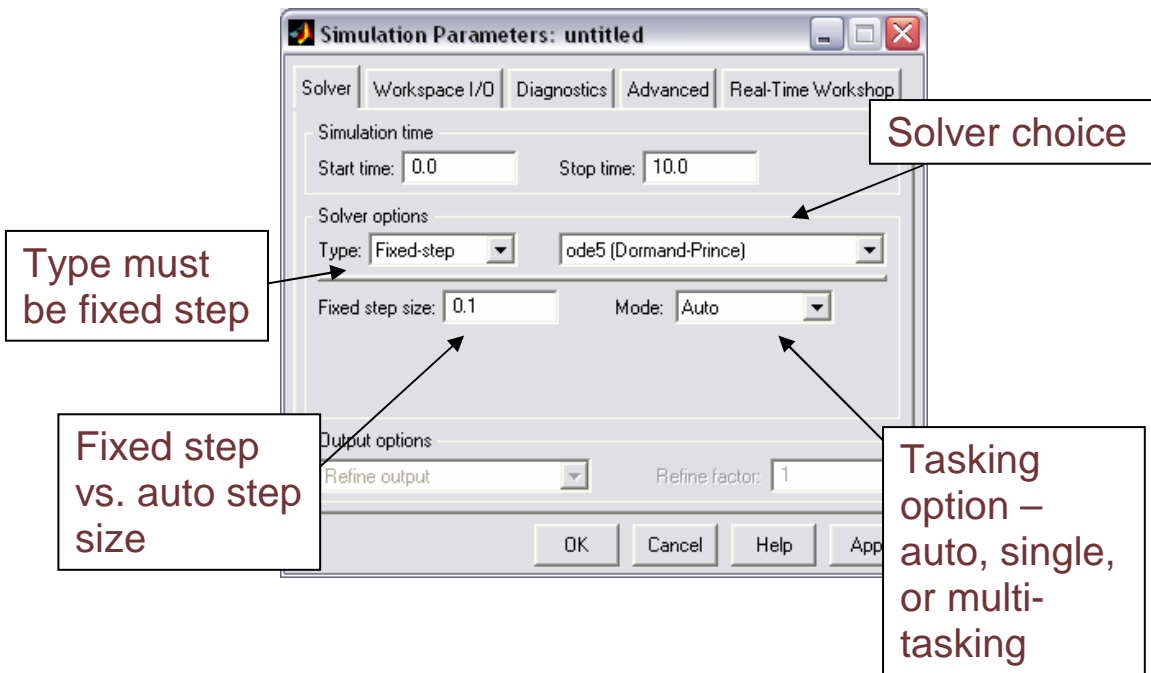 Simulation Parameters: untitled
Solver
Workspace I/O
Diagnostics
Advanced
Real-Time Workshop
Solver choice
Simulation time
Start time: 0.0
Stop time: 10.0
Solver options
Type: Fixed-step
ode5 (Dormand-Prince)
Type must
be fixed step
Fixed step size: 0.1
Mode: Auto
Fixed step
vs. auto step
size
Output options
Refine output
Refine factor: 1
Tasking
option –
auto, single,
or multi-
tasking
OK
Cancel
Help
App